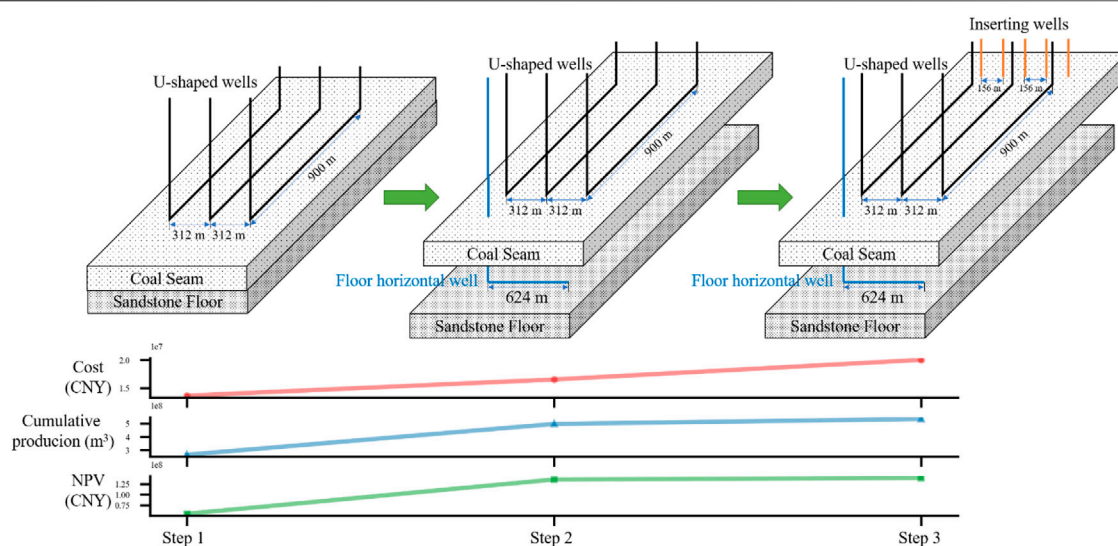 Inserting wells
U-shaped wells
U-shaped wells
U-shaped wells
156 m
156 m
900 m
900 m
900 m
312 m
312 m
312 m
312 m
312 m
312 m
Coal Seam
Sandstone Floor
Coal Seam
Floor horizontal well
624 m
Sandstone Floor
Coal Seam
Floor horizontal well
624 m
Sandstone Floor
1e7
Cost
(CNY)
2.0
1.5
1e8
Cumulative
producion (m³)
5
4
3
1e8
NPV
(CNY)
1.25
1.00
0.75
Step 1
Step 2
Step 3